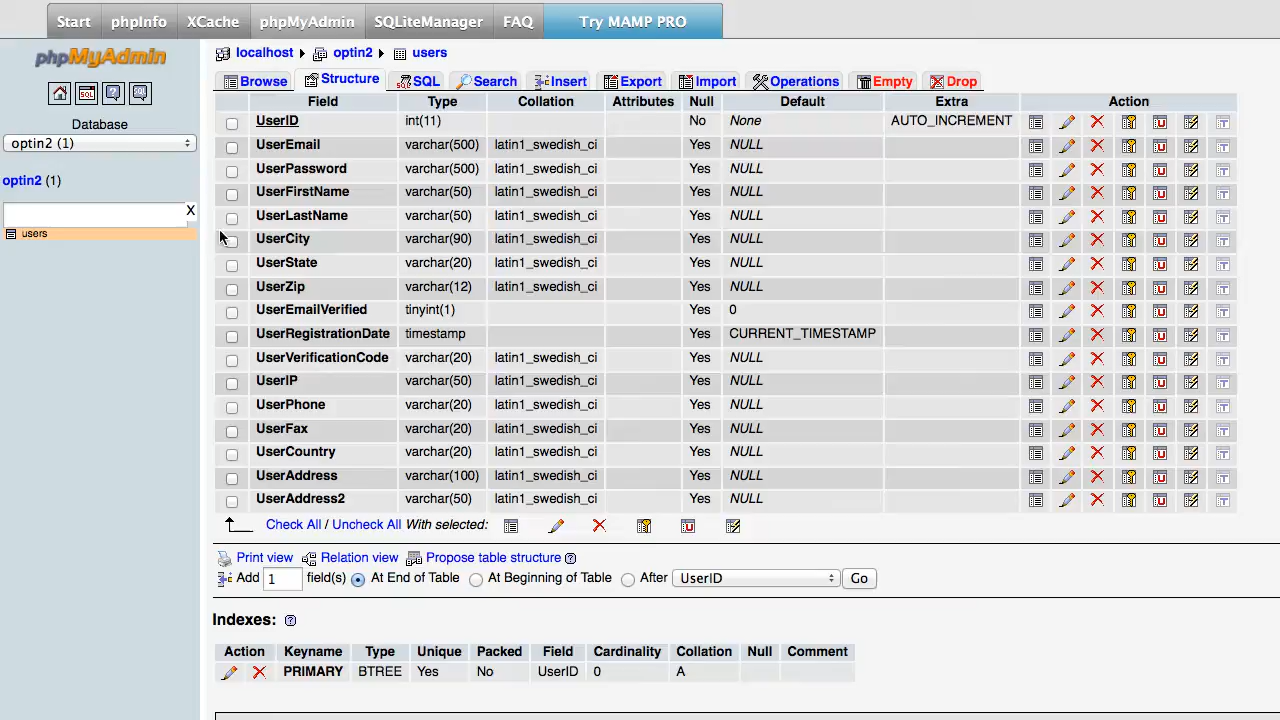 Start phpInfo XCache phpMyAdmin SQLiteManager FAQ Try MAMP PRO
phpMyAdmin
SQL
Database
optin2 (1)
optin2 (1)
X
users
localhost optin2 users
Browse Structure SQL Search Insert Export Import Operations Empty Drop
Field Type Collation Attributes Null Default Extra Action
UserID int(11) No None AUTO_INCREMENT
UserEmail varchar(500) latin1_swedish_ci Yes NULL
UserPassword varchar(500) latin1_swedish_ci Yes NULL
UserFirstName varchar(50) latin1_swedish_ci Yes NULL
UserLastName varchar(50) latin1_swedish_ci Yes NULL
UserCity varchar(90) latin1_swedish_ci Yes NULL
UserState varchar(20) latin1_swedish_ci Yes NULL
UserZip varchar(12) latin1_swedish_ci Yes NULL
UserEmailVerified tinyint(1) Yes 0
UserRegistrationDate timestamp Yes CURRENT_TIMESTAMP
UserVerificationCode varchar(20) latin1_swedish_ci Yes NULL
UserIP varchar(50) latin1_swedish_ci Yes NULL
UserPhone varchar(20) latin1_swedish_ci Yes NULL
UserFax varchar(20) latin1_swedish_ci Yes NULL
UserCountry varchar(20) latin1_swedish_ci Yes NULL
UserAddress varchar(100) latin1_swedish_ci Yes NULL
UserAddress2 varchar(50) latin1_swedish_ci Yes NULL
Check All / Uncheck All With selected:
Print view Relation view Propose table structure
Add 1 field(s) At End of Table At Beginning of Table After UserID Go
Indexes:
Action Keyname Type Unique Packed Field Cardinality Collation Null Comment
PRIMARY BTREE Yes No UserID 0 A